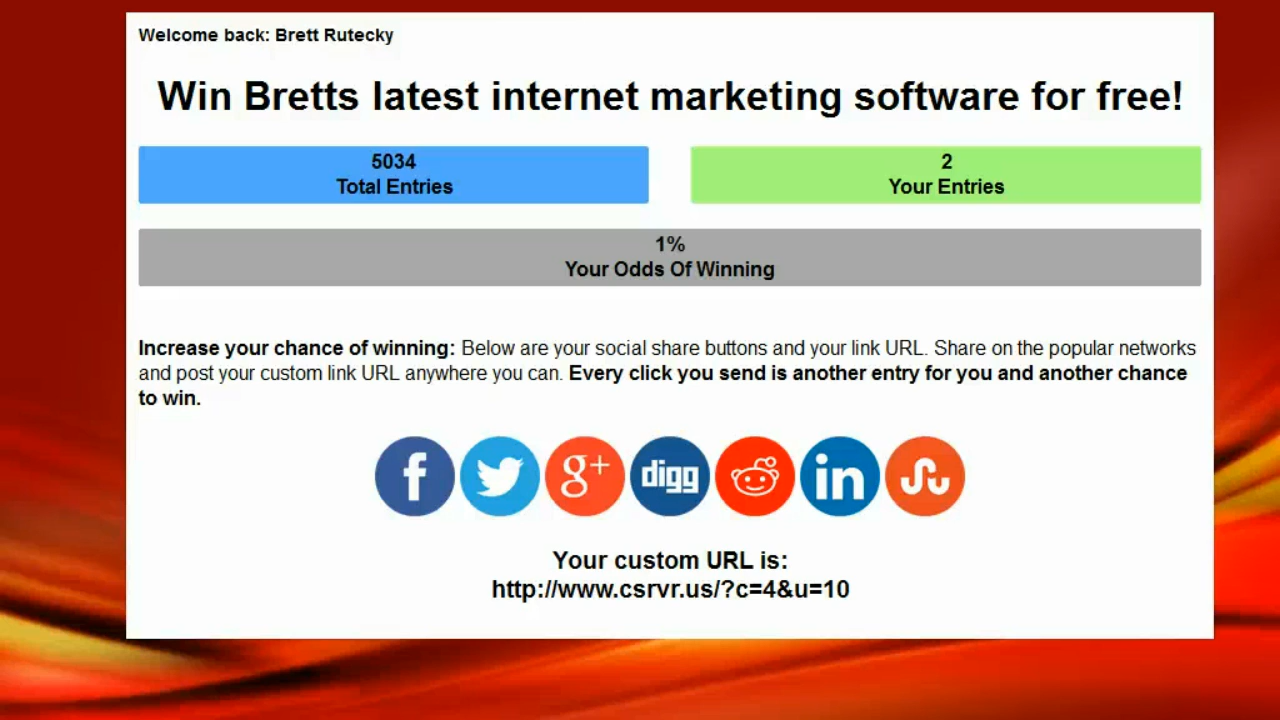 Welcome back: Brett Rutecky
Win Bretts latest internet marketing software for free!
5034
Total Entries
2
Your Entries
1%
Your Odds Of Winning
Increase your chance of winning: Below are your social share buttons and your link URL. Share on the popular networks
and post your custom link URL anywhere you can. Every click you send is another entry for you and another chance
to win.
f g+ digg in
Your custom URL is:
http://www.csrvr.us/?c=4&u=10